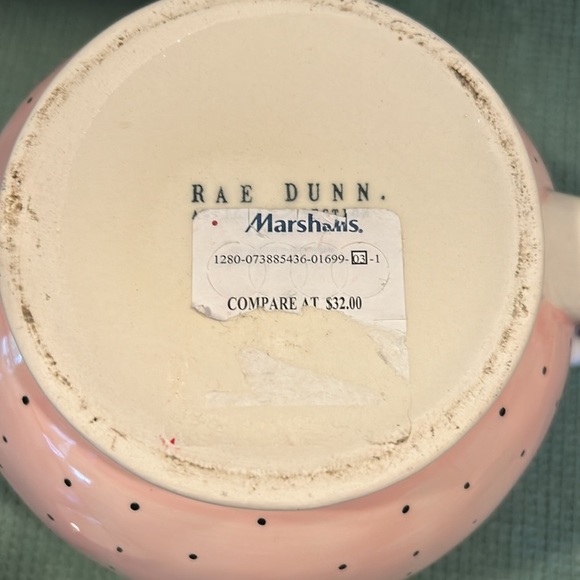 RAE DUNN.
Marshalls.
1280-073885436-01699-03-1
COMPARE AT $32.00